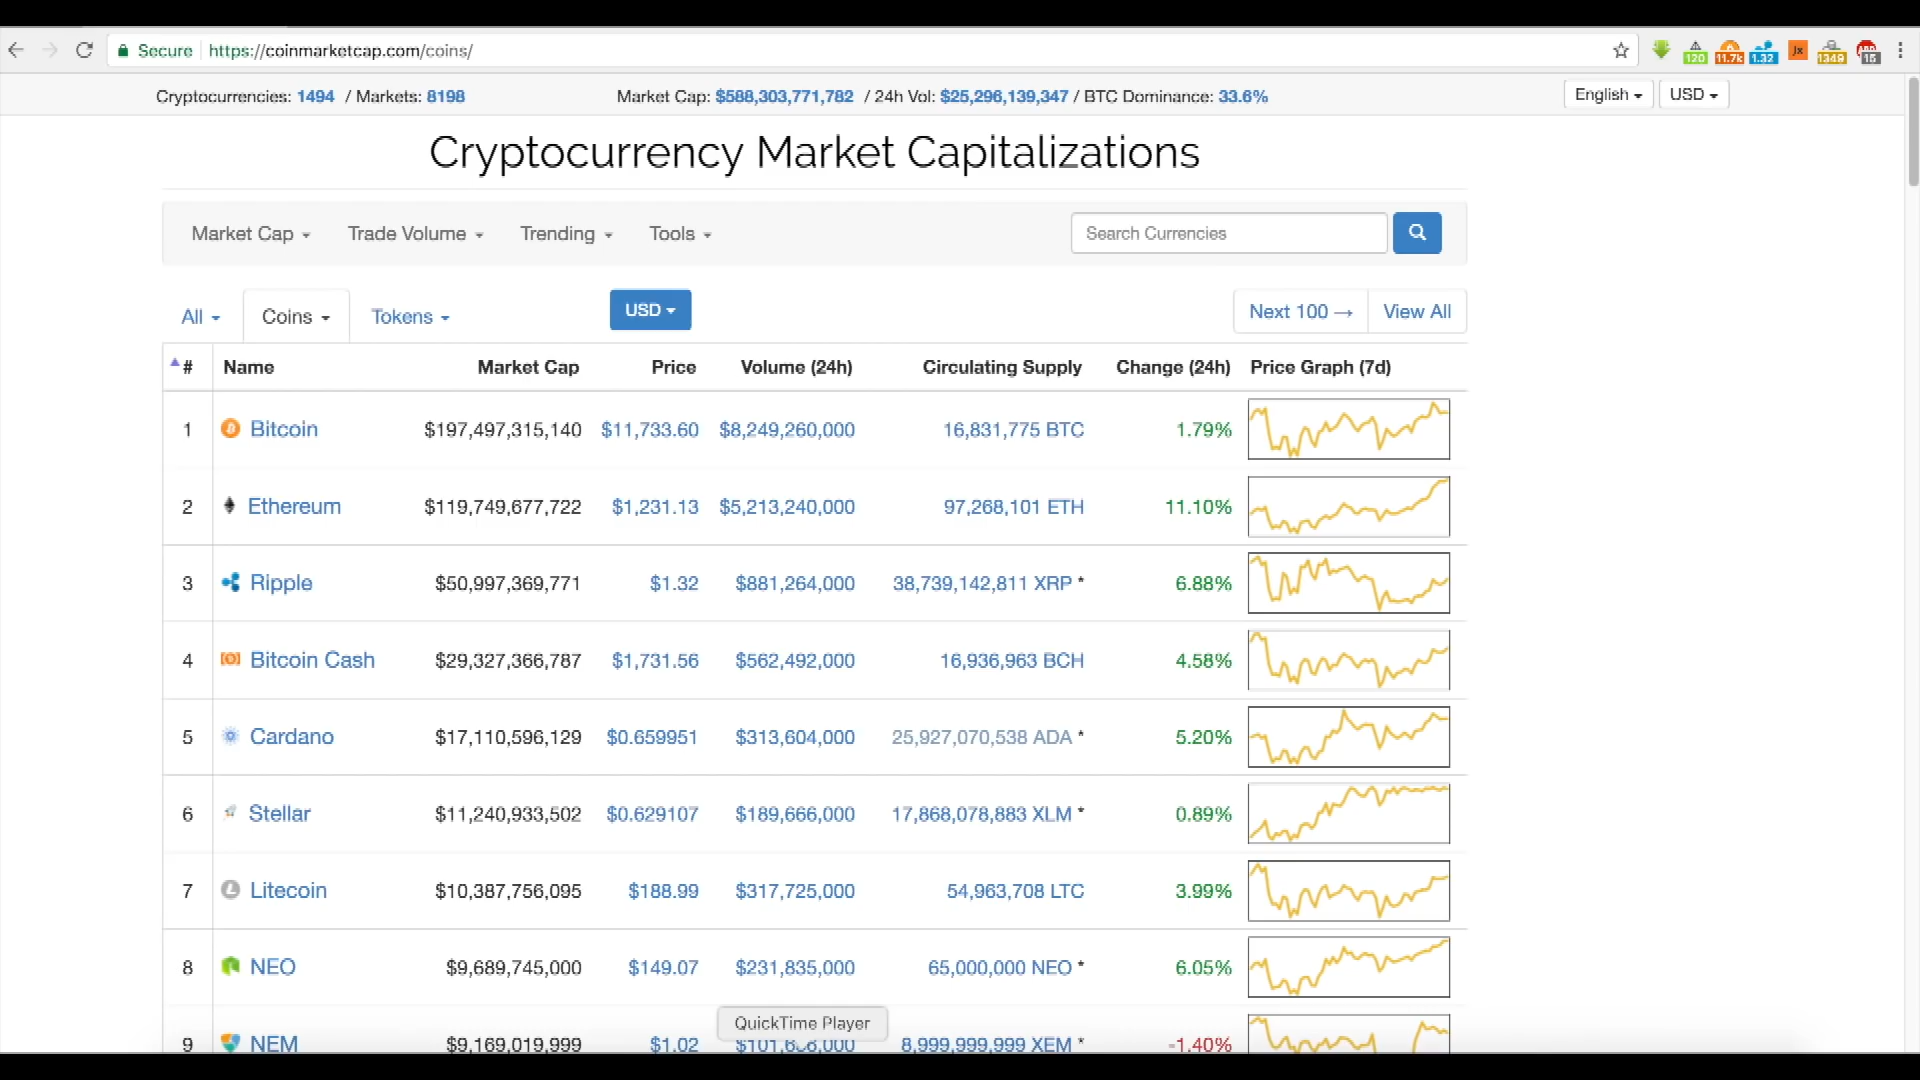 Secure https://coinmarketcap.com/coins/
120 11.7k 1.32 Jx 1349 15
Cryptocurrencies: 1494 / Markets: 8198 Market Cap: $588,303,771,782 / 24h Vol: $25,296,139,347 / BTC Dominance: 33.6% English USD
Cryptocurrency Market Capitalizations
Market Cap Trade Volume Trending Tools Search Currencies
All Coins Tokens USD Next 100 → View All
# Name Market Cap Price Volume (24h) Circulating Supply Change (24h) Price Graph (7d)
1 Bitcoin $197,497,315,140 $11,733.60 $8,249,260,000 16,831,775 BTC 1.79%
2 Ethereum $119,749,677,722 $1,231.13 $5,213,240,000 97,268,101 ETH 11.10%
3 Ripple $50,997,369,771 $1.32 $881,264,000 38,739,142,811 XRP * 6.88%
4 Bitcoin Cash $29,327,366,787 $1,731.56 $562,492,000 16,936,963 BCH 4.58%
5 Cardano $17,110,596,129 $0.659951 $313,604,000 25,927,070,538 ADA * 5.20%
6 Stellar $11,240,933,502 $0.629107 $189,666,000 17,868,078,883 XLM * 0.89%
7 Litecoin $10,387,756,095 $188.99 $317,725,000 54,963,708 LTC 3.99%
8 NEO $9,689,745,000 $149.07 $231,835,000 65,000,000 NEO * 6.05%
QuickTime Player
9 NEM $9,169,019,999 $1.02 8,999,999,999 XEM * -1.40%